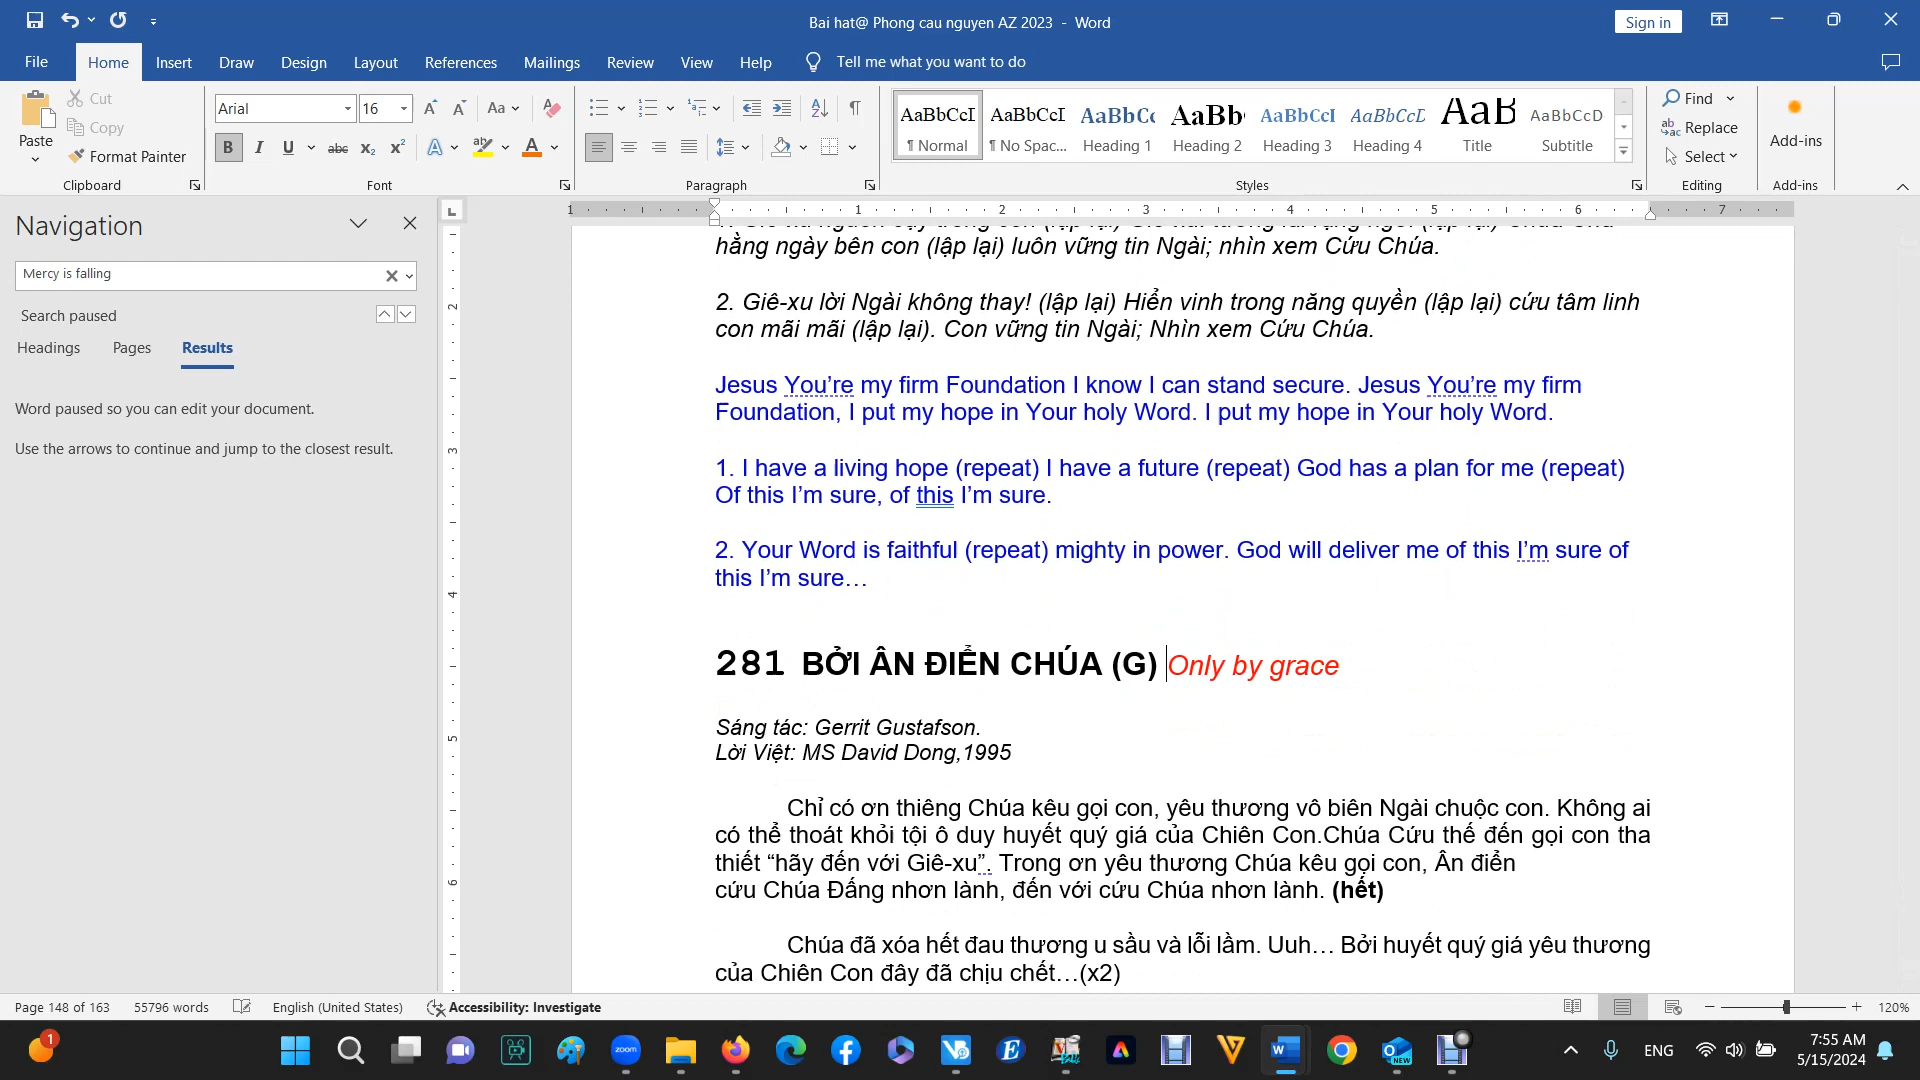 Bai hat@ Phong cau nguyen AZ 2023 - Word
Sign in
File Home Insert Draw Design Layout References Mailings Review View Help Tell me what you want to do
Paste
Cut
Copy
Format Painter
Clipboard
Arial 16
Font
Paragraph
AaBbCcI AaBbCcI AaBbCc AaBb AaBbCcI AaBbCcD AaB AaBbCcD
¶ Normal ¶ No Spac... Heading 1 Heading 2 Heading 3 Heading 4 Title Subtitle
Styles
Find
Replace
Select
Editing
Add-ins
Add-ins
Navigation
Mercy is falling
Search paused
Headings Pages Results
Word paused so you can edit your document.
Use the arrows to continue and jump to the closest result.
1 1 2 3 4 5 6 7
2
3
4
5
6
hằng ngày bên con (lập lại) luôn vững tin Ngài; nhìn xem Cứu Chúa.
2. Giê-xu lời Ngài không thay! (lập lại) Hiển vinh trong năng quyền (lập lại) cứu tâm linh
con mãi mãi (lập lại). Con vững tin Ngài; Nhìn xem Cứu Chúa.
Jesus You’re my firm Foundation I know I can stand secure. Jesus You’re my firm
Foundation, I put my hope in Your holy Word. I put my hope in Your holy Word.
1. I have a living hope (repeat) I have a future (repeat) God has a plan for me (repeat)
Of this I’m sure, of this I’m sure.
2. Your Word is faithful (repeat) mighty in power. God will deliver me of this I’m sure of
this I’m sure…
281 BỞI ÂN ĐIỂN CHÚA (G) Only by grace
Sáng tác: Gerrit Gustafson.
Lời Việt: MS David Dong,1995
Chỉ có ơn thiêng Chúa kêu gọi con, yêu thương vô biên Ngài chuộc con. Không ai
có thể thoát khỏi tội ô duy huyết quý giá của Chiên Con.Chúa Cứu thế đến gọi con tha
thiết “hãy đến với Giê-xu”. Trong ơn yêu thương Chúa kêu gọi con, Ân điển
cứu Chúa Đấng nhơn lành, đến với cứu Chúa nhơn lành. (hết)
Chúa đã xóa hết đau thương u sầu và lỗi lầm. Uuh… Bởi huyết quý giá yêu thương
của Chiên Con đây đã chịu chết…(x2)
Page 148 of 163 55796 words English (United States) Accessibility: Investigate 120%
1
zoom
NEW
ENG
7:55 AM
5/15/2024